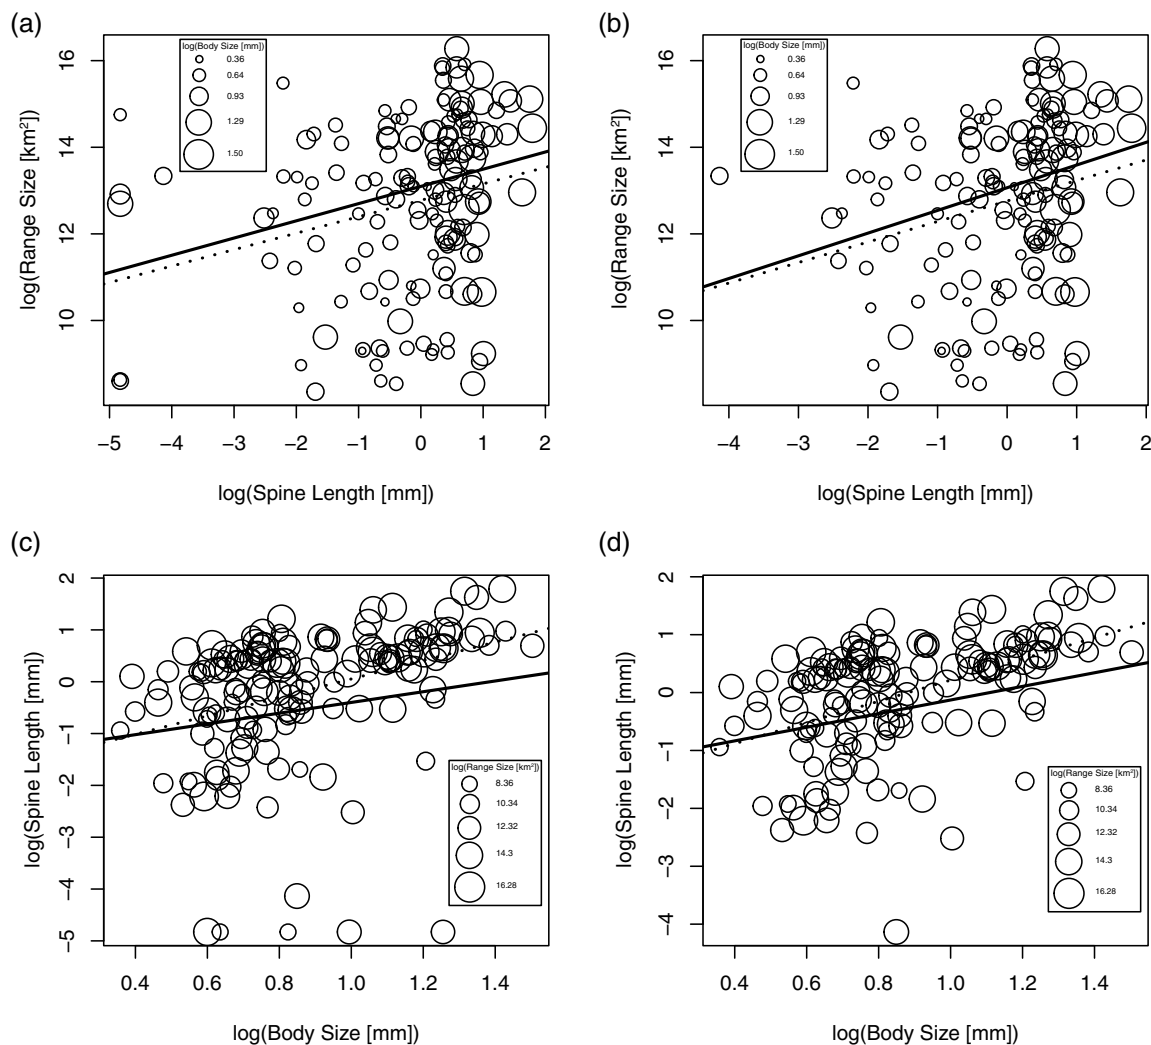 (a)
log(Body Size [mm])
0.36
0.64
0.93
1.29
1.50
16
14
12
10
log(Range Size [km²])
−5 −4 −3 −2 −1 0 1 2
log(Spine Length [mm])
(b)
log(Body Size [mm])
0.36
0.64
0.93
1.29
1.50
16
14
12
10
log(Range Size [km²])
−4 −3 −2 −1 0 1 2
log(Spine Length [mm])
(c)
2
1
0
−1
−2
−3
−4
−5
log(Spine Length [mm])
log(Range Size [km²])
8.36
10.34
12.32
14.3
16.28
0.4 0.6 0.8 1.0 1.2 1.4
log(Body Size [mm])
(d)
2
1
0
−1
−2
−3
−4
log(Spine Length [mm])
log(Range Size [km²])
8.36
10.34
12.32
14.3
16.28
0.4 0.6 0.8 1.0 1.2 1.4
log(Body Size [mm])